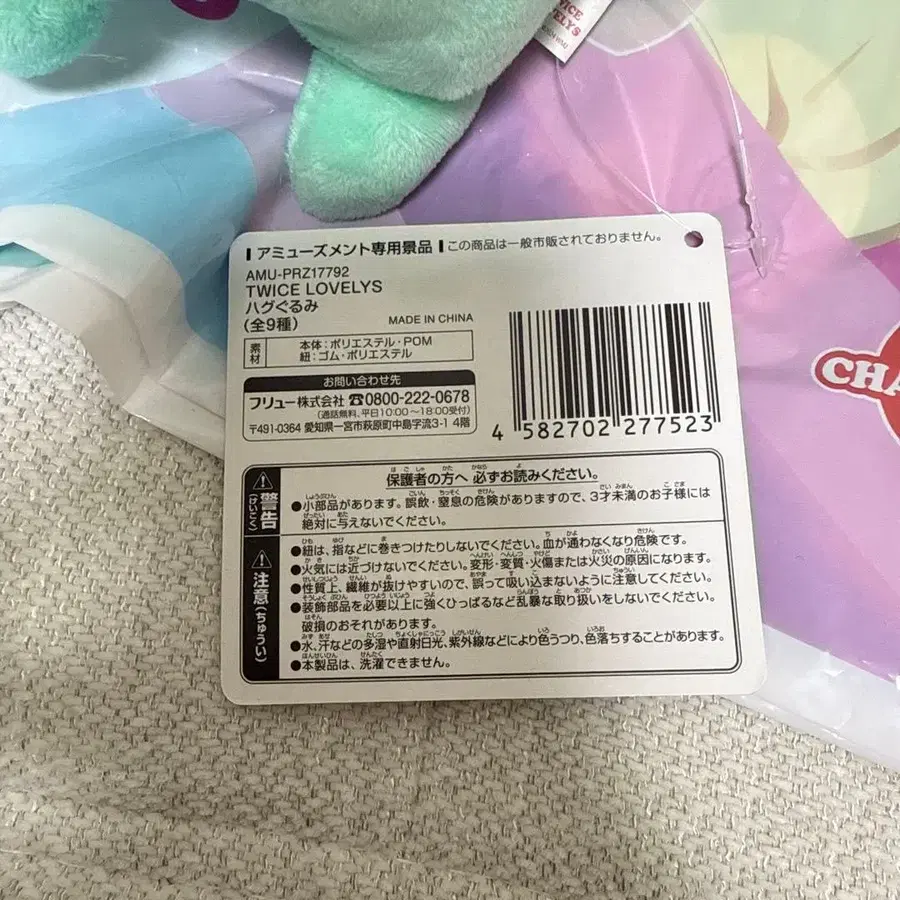 VICE
VELYS
アミューズメント専用景品
この商品は一般市販されておりません。
AMU-PRZ17792
TWICE LOVELYS
ハグぐるみ
(全9種)
MADE IN CHINA
素材
本体:ポリエステル・POM
紐:ゴム・ポリエステル
お問い合わせ先
フリュー株式会社 ☎0800-222-0678
(通話無料、平日10:00〜18:00受付)
〒491-0364 愛知県一宮市萩原町中島字流3-1 4階
4 582702 277523
警告(けいこく)
保護者の方へ 必ずお読みください。
●小部品があります。誤飲・窒息の危険がありますので、3才未満のお子様には
絶対に与えないでください。
注意(ちゅうい)
●紐は、指などに巻きつけたりしないでください。血が通わなくなり危険です。
●火気には近づけないでください。変形・変質・火傷または火災の原因になります。
●性質上、繊維が抜けやすいので、誤って吸い込まないように注意してください。
●装飾部品を必要以上に強くひっぱるなど乱暴な取り扱いをしないでください。
破損のおそれがあります。
●水、汗などの多湿や直射日光、紫外線などにより色うつり、色落ちすることがあります。
●本製品は、洗濯できません。
CHA